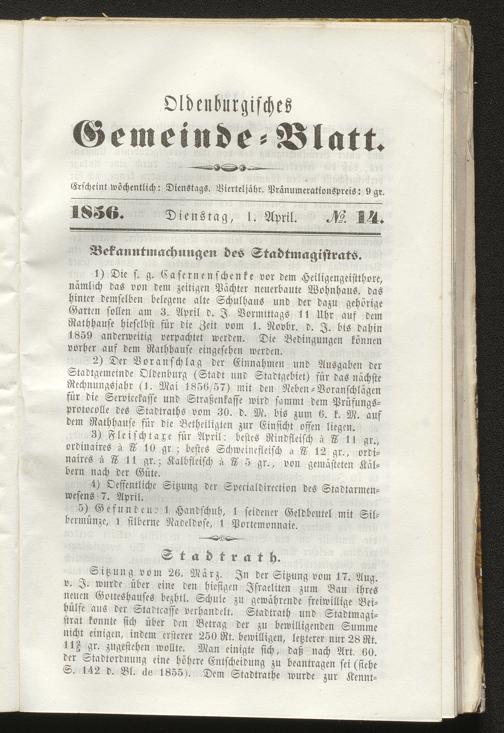 Oldenburgisches
Gemeinde-Blatt.
Erscheint wöchentlich: Dienstags. Vierteljähr. Pränumerationspreis: 9 gr.
1856. Dienstag, 1. April. № 14.
Bekanntmachungen des Stadtmagistrats.
1) Die s. g. Casernenschenke vor dem Heiligengeistthore,
nämlich das von dem zeitigen Pächter neuerbaute Wohnhaus, das
hinter demselben belegene alte Schulhaus und der dazu gehörige
Garten sollen am 3. April d. J. Vormittags 11 Uhr auf dem
Rathhause hieselbst für die Zeit vom 1. Novbr. d. J. bis dahin
1859 anderweitig verpachtet werden. Die Bedingungen können
vorher auf dem Rathhause eingesehen werden.
2) Der Voranschlag der Einnahmen und Ausgaben der
Stadtgemeinde Oldenburg (Stadt und Stadtgebiet) für das nächste
Rechnungsjahr (1. Mai 1856/57) mit den Neben-Voranschlägen
für die Servicekasse und Straßenkasse wird sammt dem Prüfungs-
protocolle des Stadtraths vom 30. d. M. bis zum 6. k. M. auf
dem Rathhause für die Betheiligten zur Einsicht offen liegen.
3) Fleischtaxe für April: bestes Rindfleisch à ℔ 11 gr.,
ordinaires à ℔ 10 gr; bestes Schweinefleisch a ℔ 12 gr., ordi-
naires à ℔ 11 gr.; Kalbfleisch à ℔ 5 gr., von gemästeten Käl-
bern nach der Güte.
4) Oeffentliche Sitzung der Specialdirection des Stadtarmen-
wesens 7. April.
5) Gefunden: 1 Handschuh, 1 seidener Geldbeutel mit Sil-
bermünze, 1 silberne Nadeldose, 1 Portemonnaie.
Stadtrath.
Sitzung vom 26. März. In der Sitzung vom 17. Aug.
v. J. wurde über eine den hiesigen Israeliten zum Bau ihres
neuen Gotteshauses bezhtl. Schule zu gewährende freiwillige Bei-
hülfe aus der Stadtcasse verhandelt. Stadtrath und Stadtmagi-
strat konnte sich über den Betrag der zu bewilligenden Summe
nicht einigen, indem ersterer 250 Rt. bewilligen, letzterer nur 28 Rt.
gr. zugestehen wollte. Man einigte sich, daß nach Art. 60.
der Stadtordnung eine höhere Entscheidung zu beantragen sei (siehe
S. 142 d. Bl. de 1855). Dem Stadtrathe wurde zur Kennt-